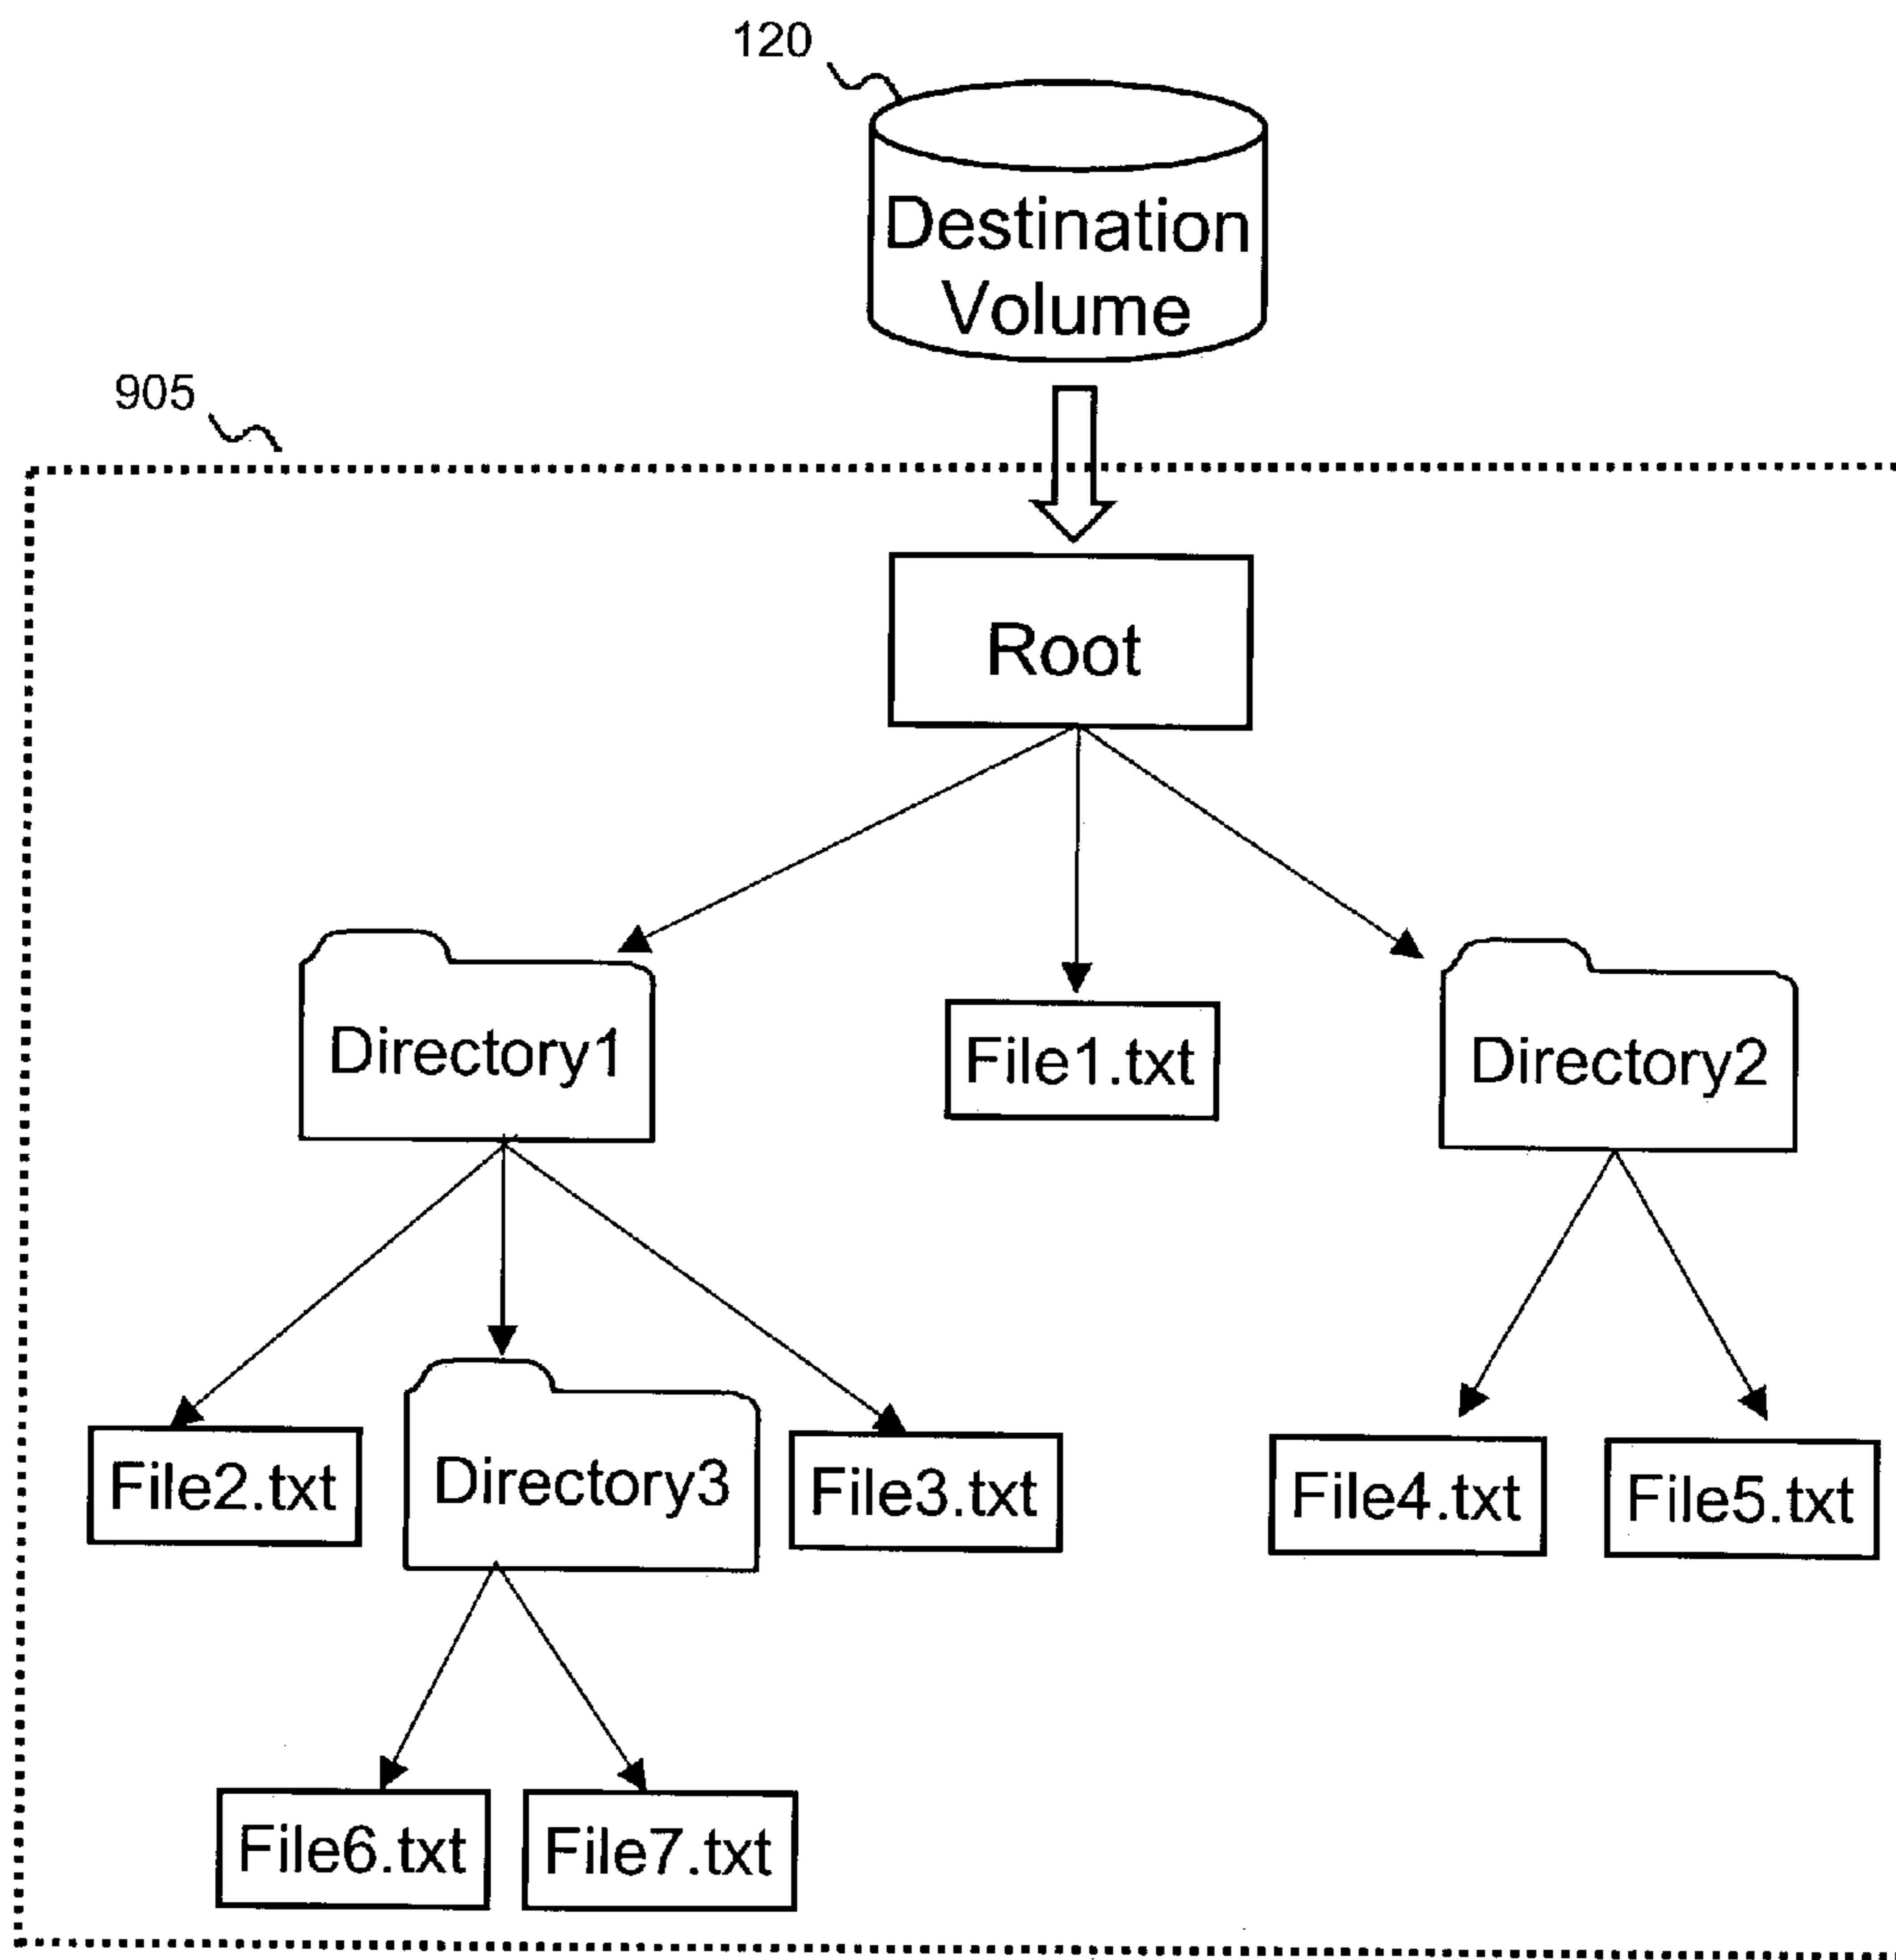 120
Destination
Volume
905
Root
Directory1
File1.txt
Directory2
File2.txt
Directory3
File3.txt
File4.txt
File5.txt
File6.txt
File7.txt